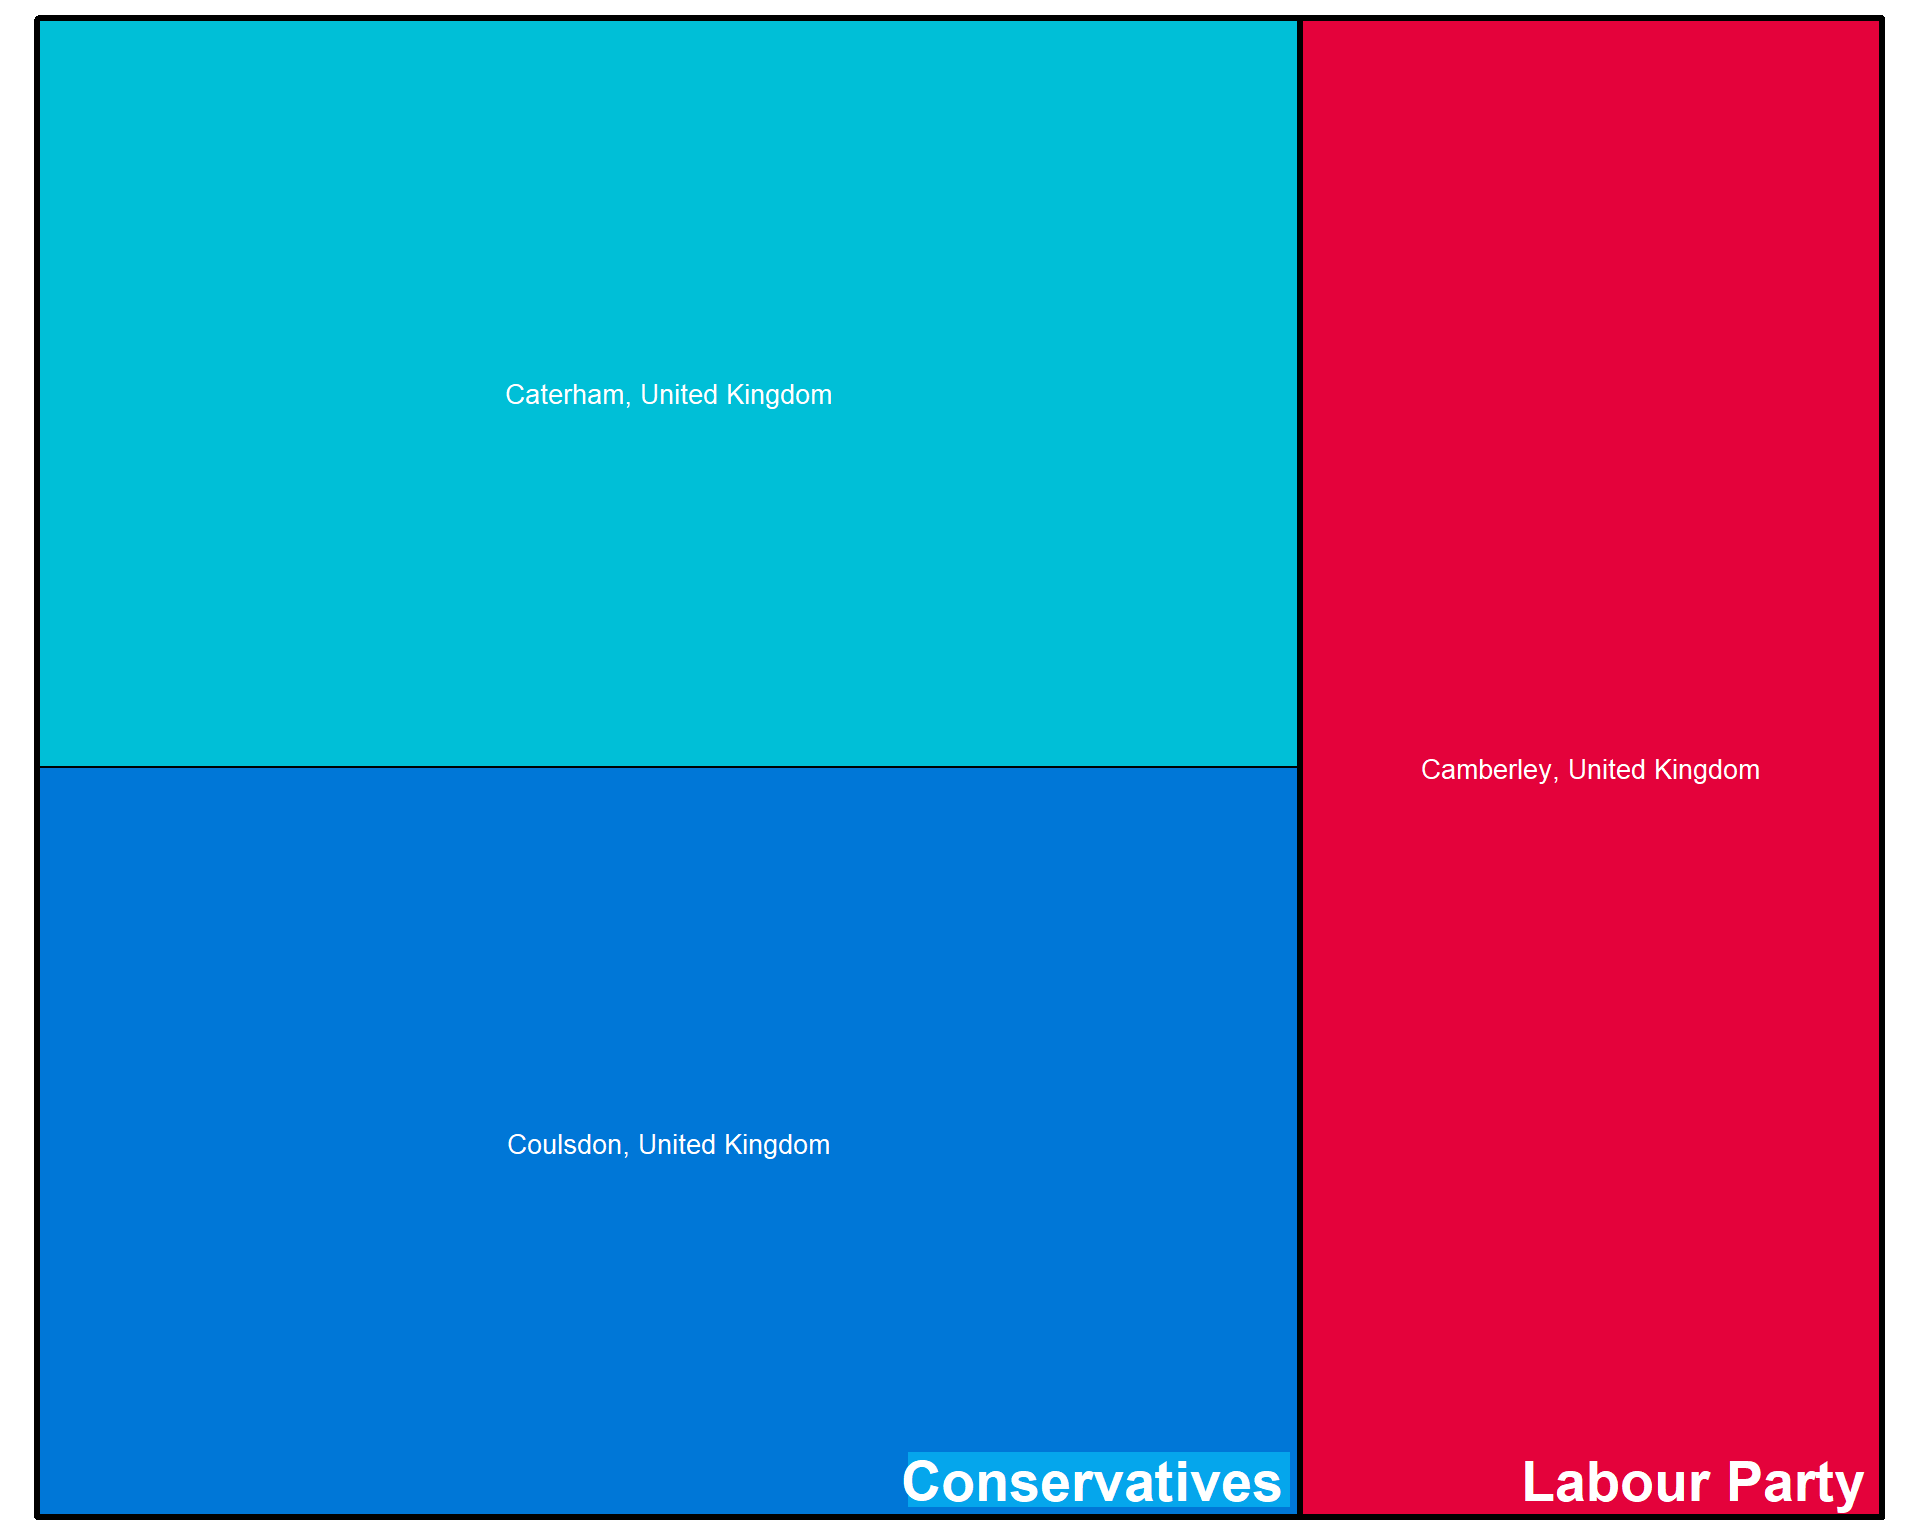 Caterham, United Kingdom
Camberley, United Kingdom
Coulsdon, United Kingdom
Conservatives
Labour Party